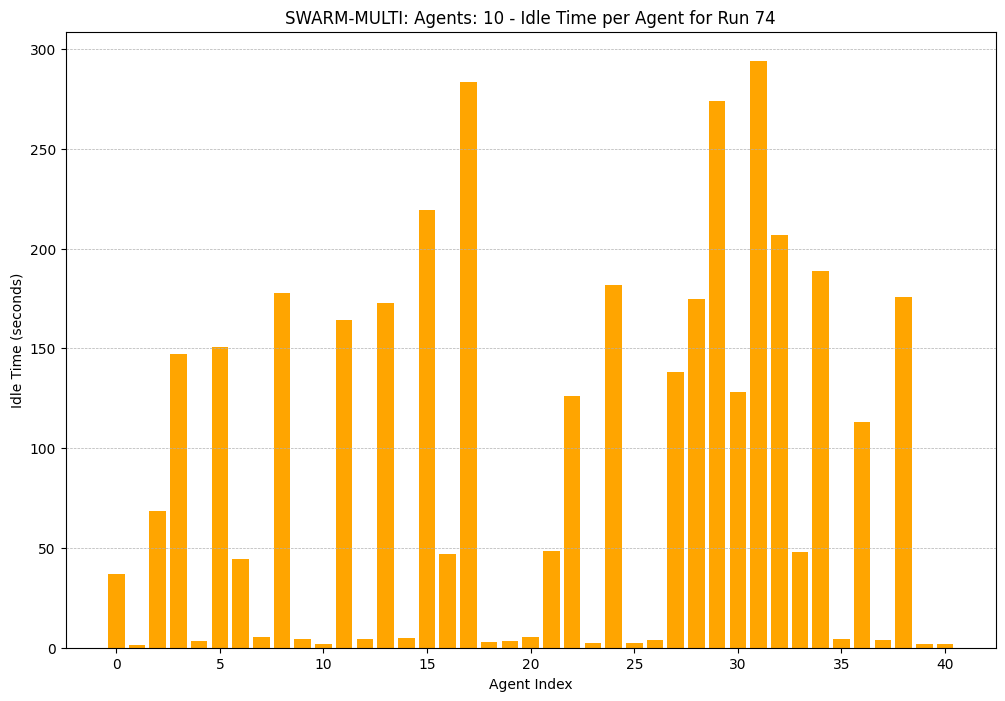 SWARM-MULTI: Agents: 10 - Idle Time per Agent for Run 74
Idle Time (seconds)
300
250
200
150
100
50
0
0 5 10 15 20 25 30 35 40
Agent Index